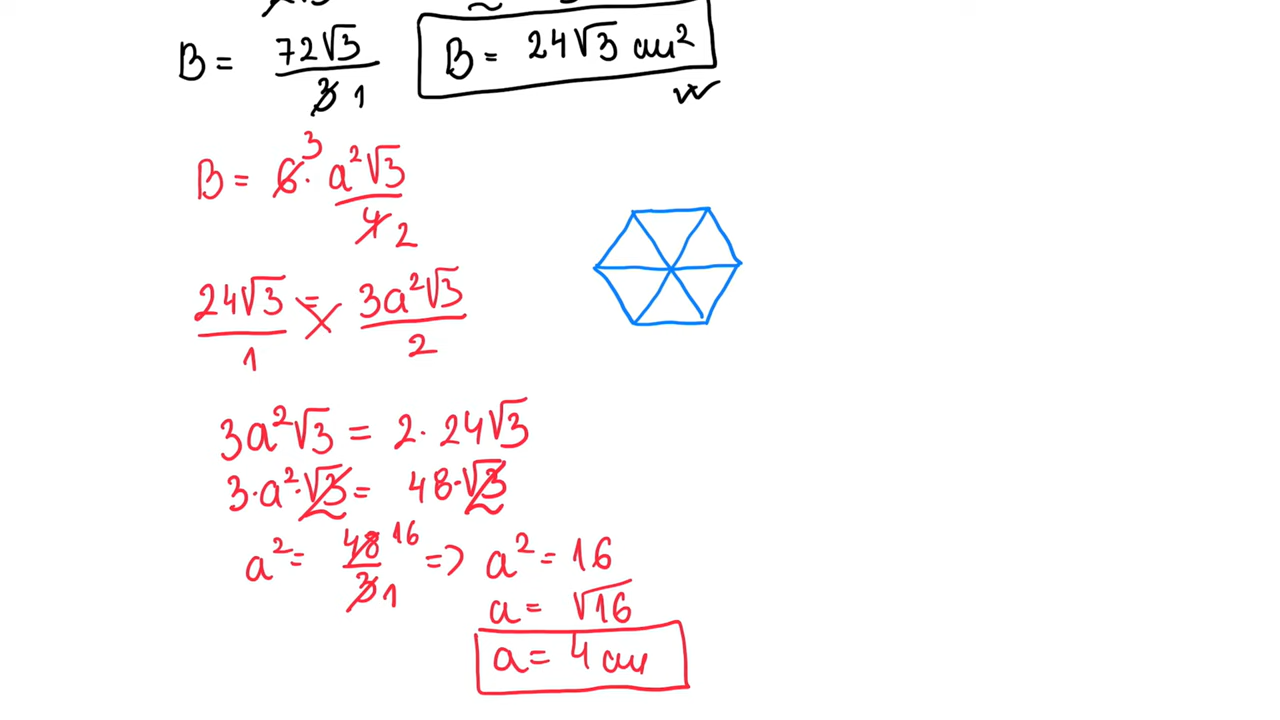 B = 72√3 / 3 1 B = 24√3 cm²
B = 6 3 · a²√3 / 4 2
24√3 / 1 = 3a²√3 / 2
3a²√3 = 2 · 24√3
3 · a² · √3 = 48 · √3
a² = 48 16 / 3 1 => a² = 16
a = √16
a = 4 cm